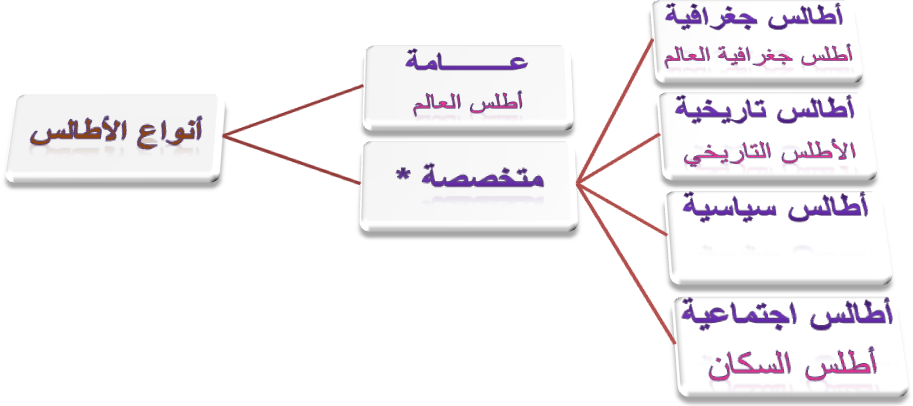 أنواع الأطالس
عـــــــامة
أطلس العالم
متخصصة *
أطالس جغرافية
أطلس جغرافية العالم
أطالس تاريخية
الأطلس التاريخي
أطالس سياسية
أطالس اجتماعية
أطلس السكان